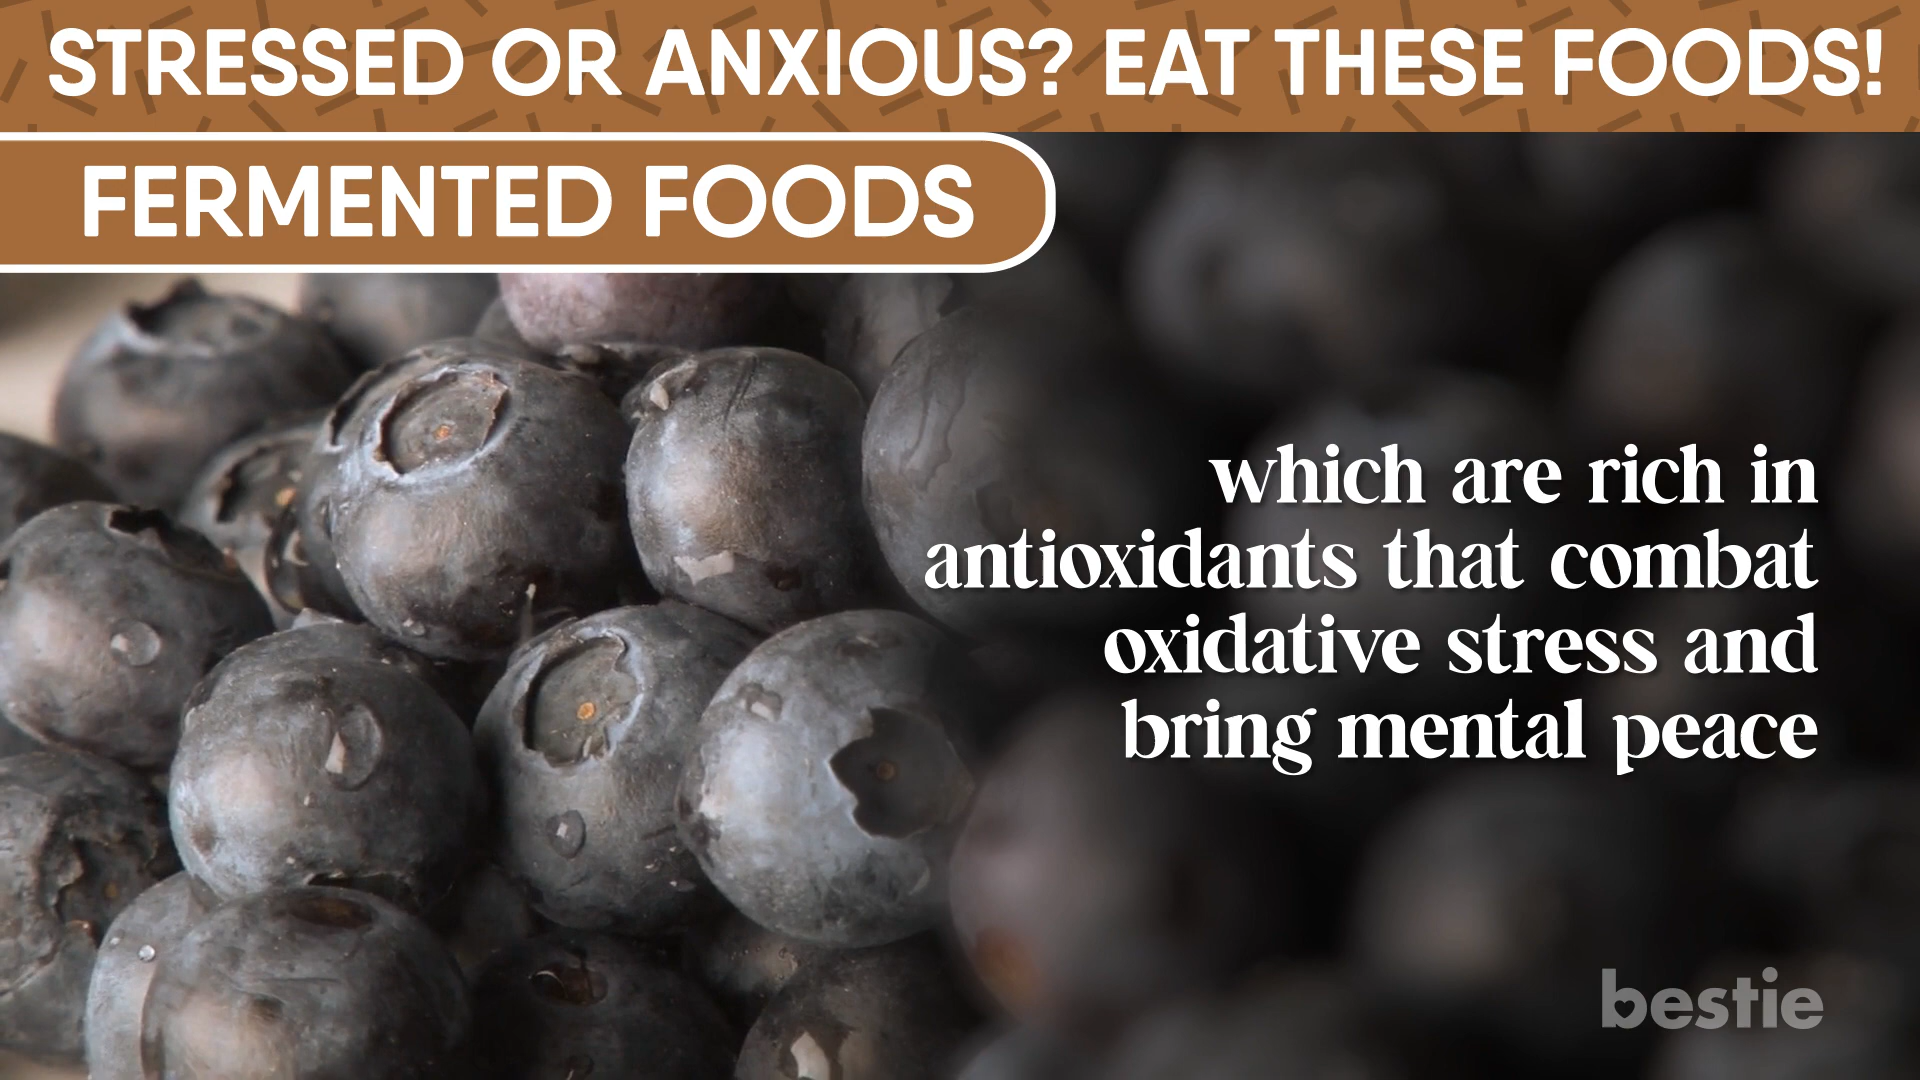 STRESSED OR ANXIOUS? EAT THESE FOODS!
FERMENTED FOODS
which are rich in
antioxidants that combat
oxidative stress and
bring mental peace
bestie